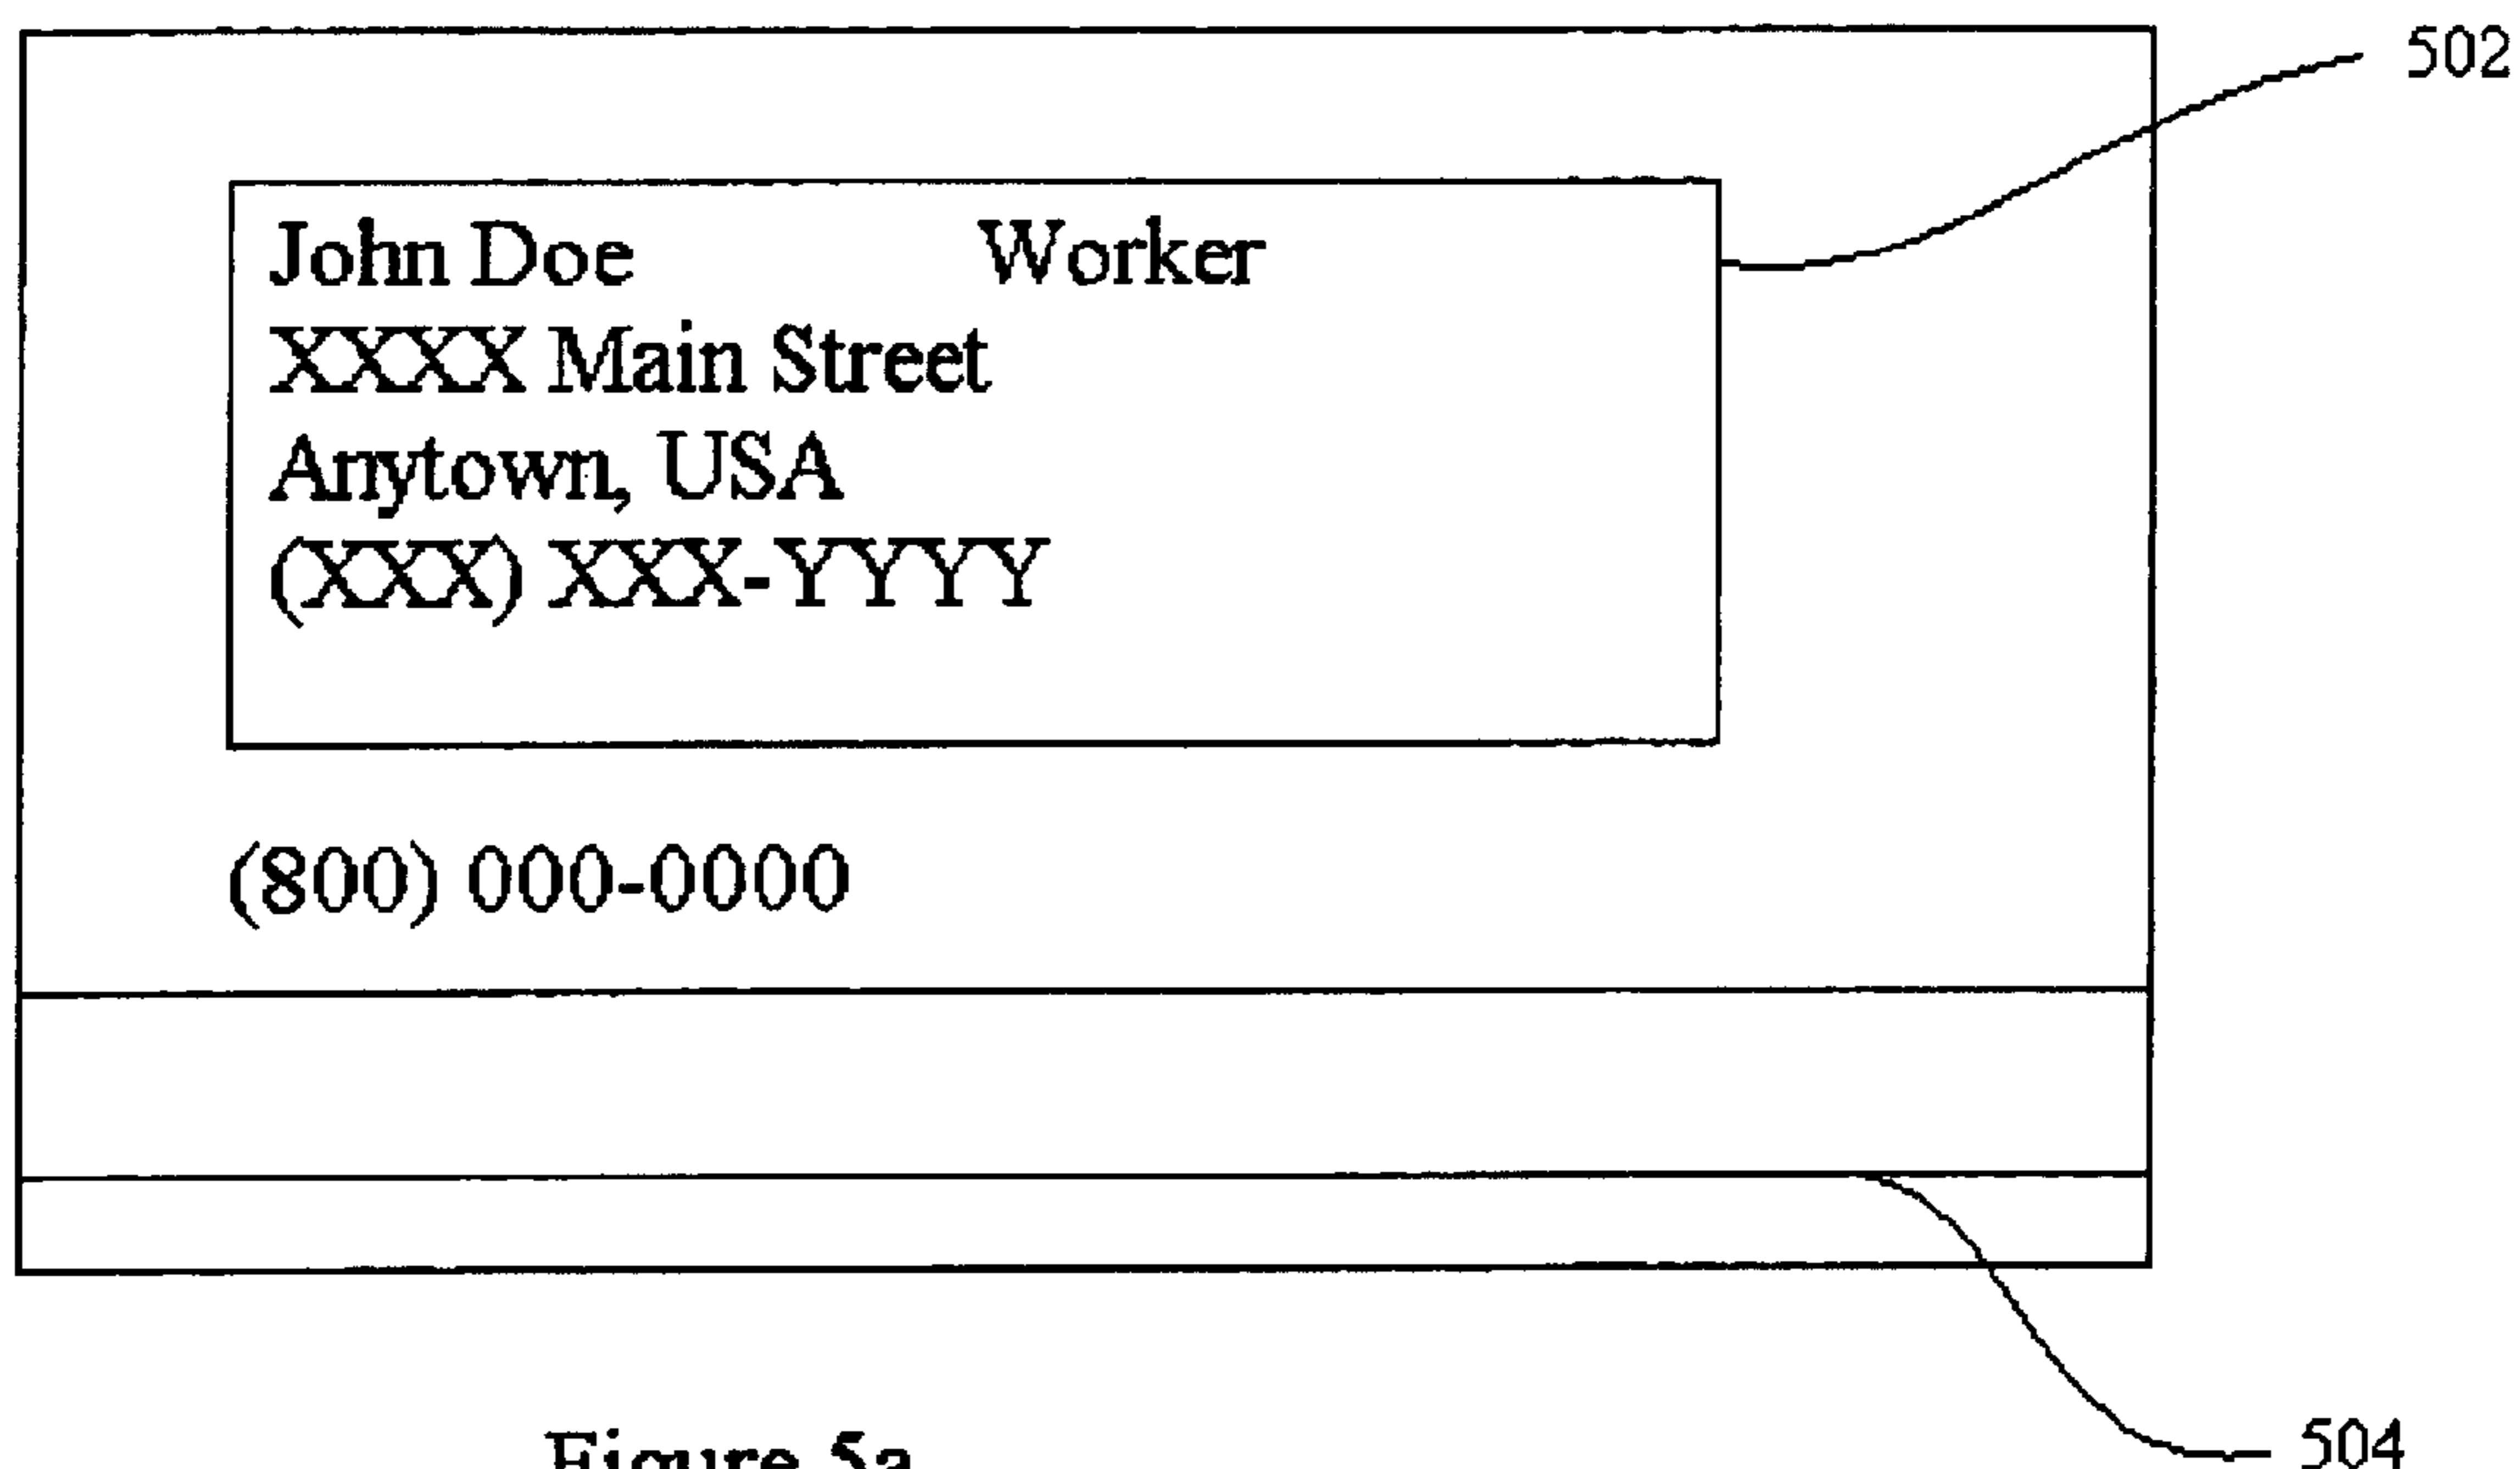 502
John Doe Worker
XXXX Main Street
Anytown, USA
(XXX) XXX-YYYY
(800) 000-0000
504
Figure 5a